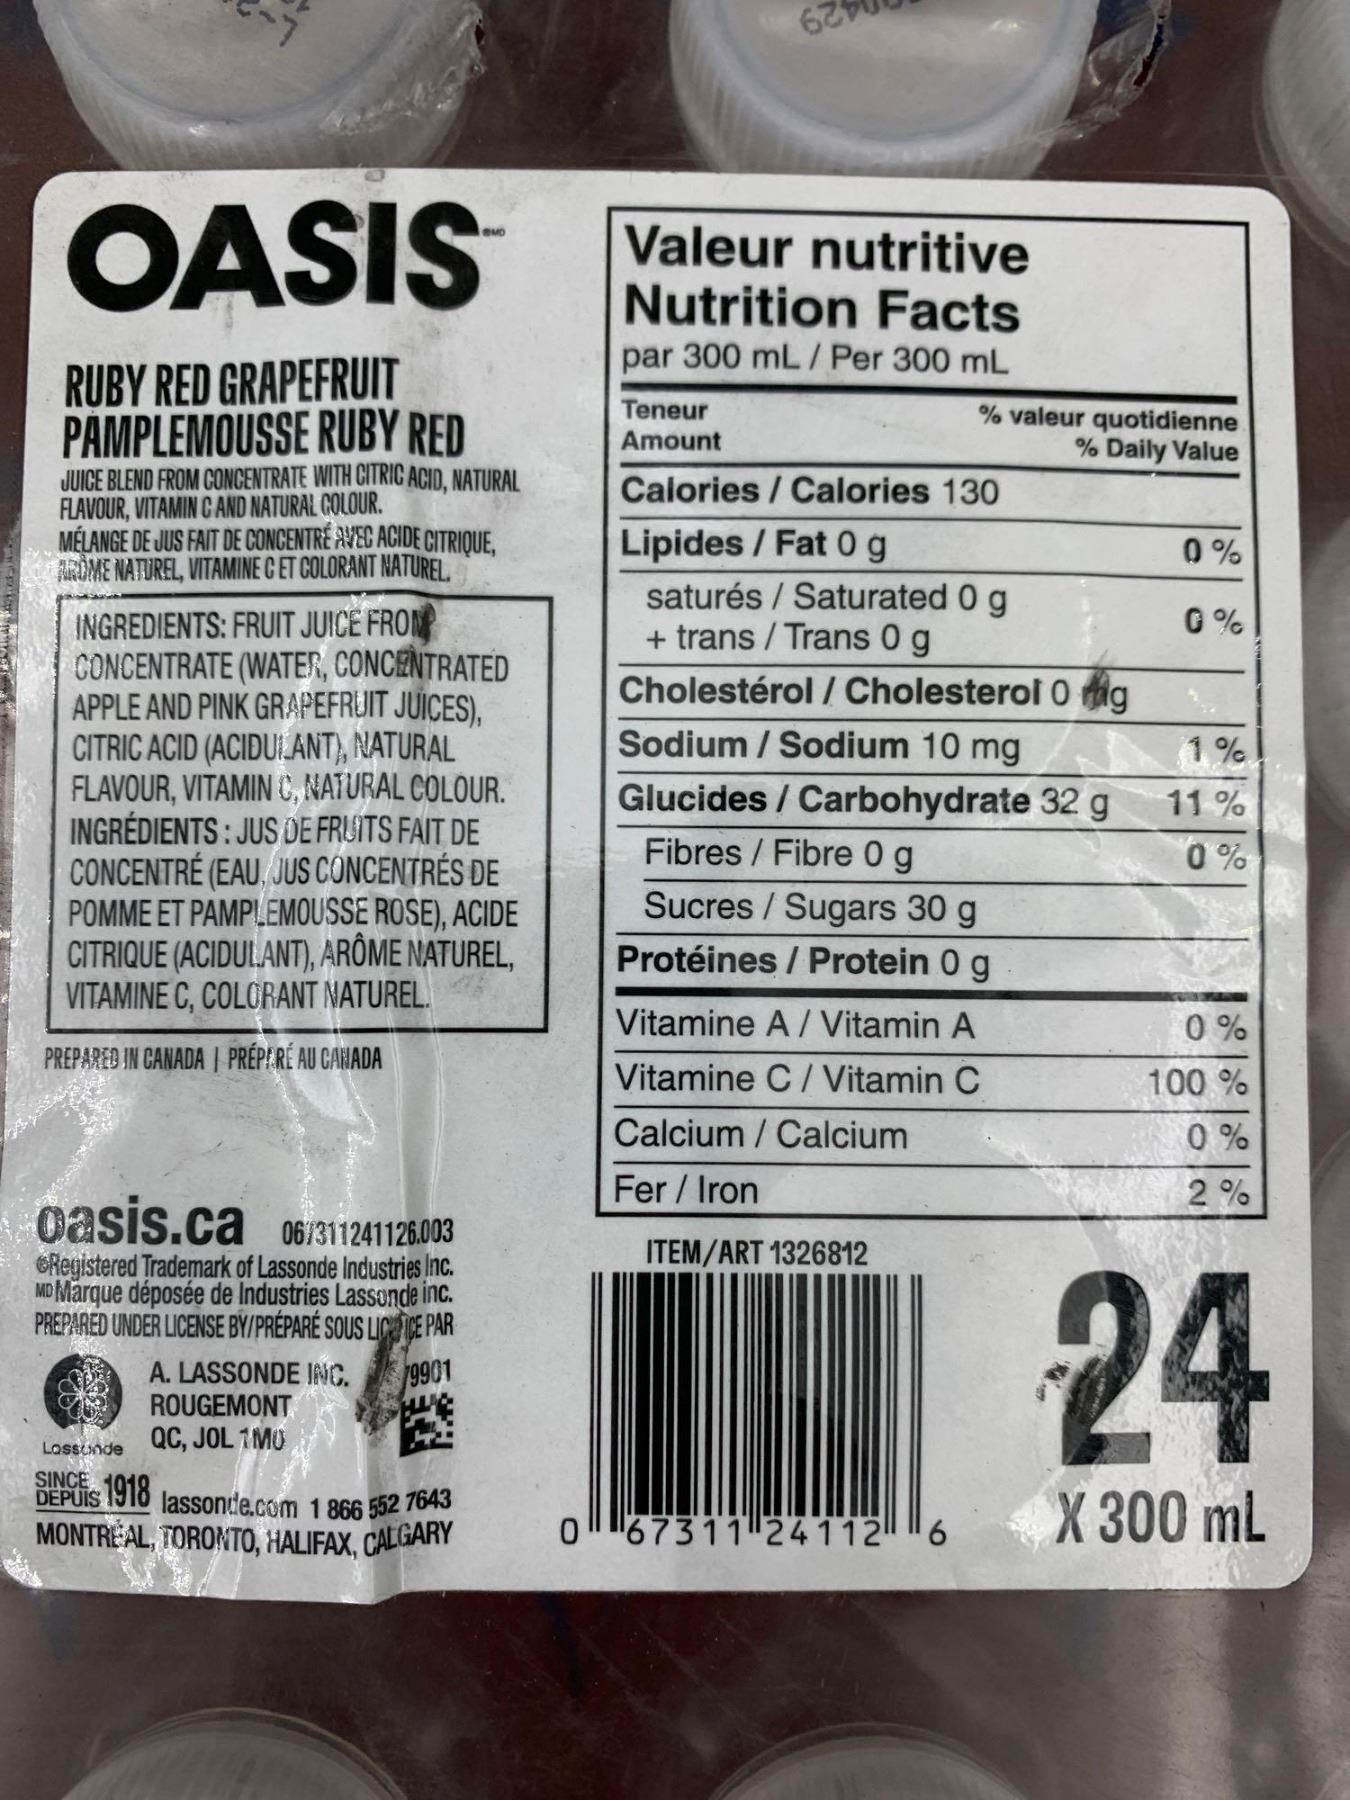 OASIS ®MD
RUBY RED GRAPEFRUIT
PAMPLEMOUSSE RUBY RED
JUICE BLEND FROM CONCENTRATE WITH CITRIC ACID, NATURAL
FLAVOUR, VITAMIN C AND NATURAL COLOUR.
MÉLANGE DE JUS FAIT DE CONCENTRÉ AVEC ACIDE CITRIQUE,
ARÔME NATUREL, VITAMINE C ET COLORANT NATUREL.
INGREDIENTS: FRUIT JUICE FROM
CONCENTRATE (WATER, CONCENTRATED
APPLE AND PINK GRAPEFRUIT JUICES),
CITRIC ACID (ACIDULANT), NATURAL
FLAVOUR, VITAMIN C, NATURAL COLOUR.
INGRÉDIENTS : JUS DE FRUITS FAIT DE
CONCENTRÉ (EAU, JUS CONCENTRÉS DE
POMME ET PAMPLEMOUSSE ROSE), ACIDE
CITRIQUE (ACIDULANT), ARÔME NATUREL,
VITAMINE C, COLORANT NATUREL.
PREPARED IN CANADA | PRÉPARÉ AU CANADA
oasis.ca 067311241126.003
®Registered Trademark of Lassonde Industries Inc.
MD Marque déposée de Industries Lassonde inc.
PREPARED UNDER LICENSE BY/PRÉPARÉ SOUS LICENCE PAR
A. LASSONDE INC. 79901
ROUGEMONT,
QC, J0L 1M0
Lassonde
SINCE
DEPUIS 1918 lassonde.com 1 866 552 7643
MONTRÉAL, TORONTO, HALIFAX, CALGARY
Valeur nutritive
Nutrition Facts
par 300 mL / Per 300 mL
Teneur % valeur quotidienne
Amount % Daily Value
Calories / Calories 130
Lipides / Fat 0 g 0 %
saturés / Saturated 0 g
+ trans / Trans 0 g 0 %
Cholestérol / Cholesterol 0 mg
Sodium / Sodium 10 mg 1 %
Glucides / Carbohydrate 32 g 11 %
Fibres / Fibre 0 g 0 %
Sucres / Sugars 30 g
Protéines / Protein 0 g
Vitamine A / Vitamin A 0 %
Vitamine C / Vitamin C 100 %
Calcium / Calcium 0 %
Fer / Iron 2 %
ITEM/ART 1326812
0 67311 24112 6
24
X 300 mL